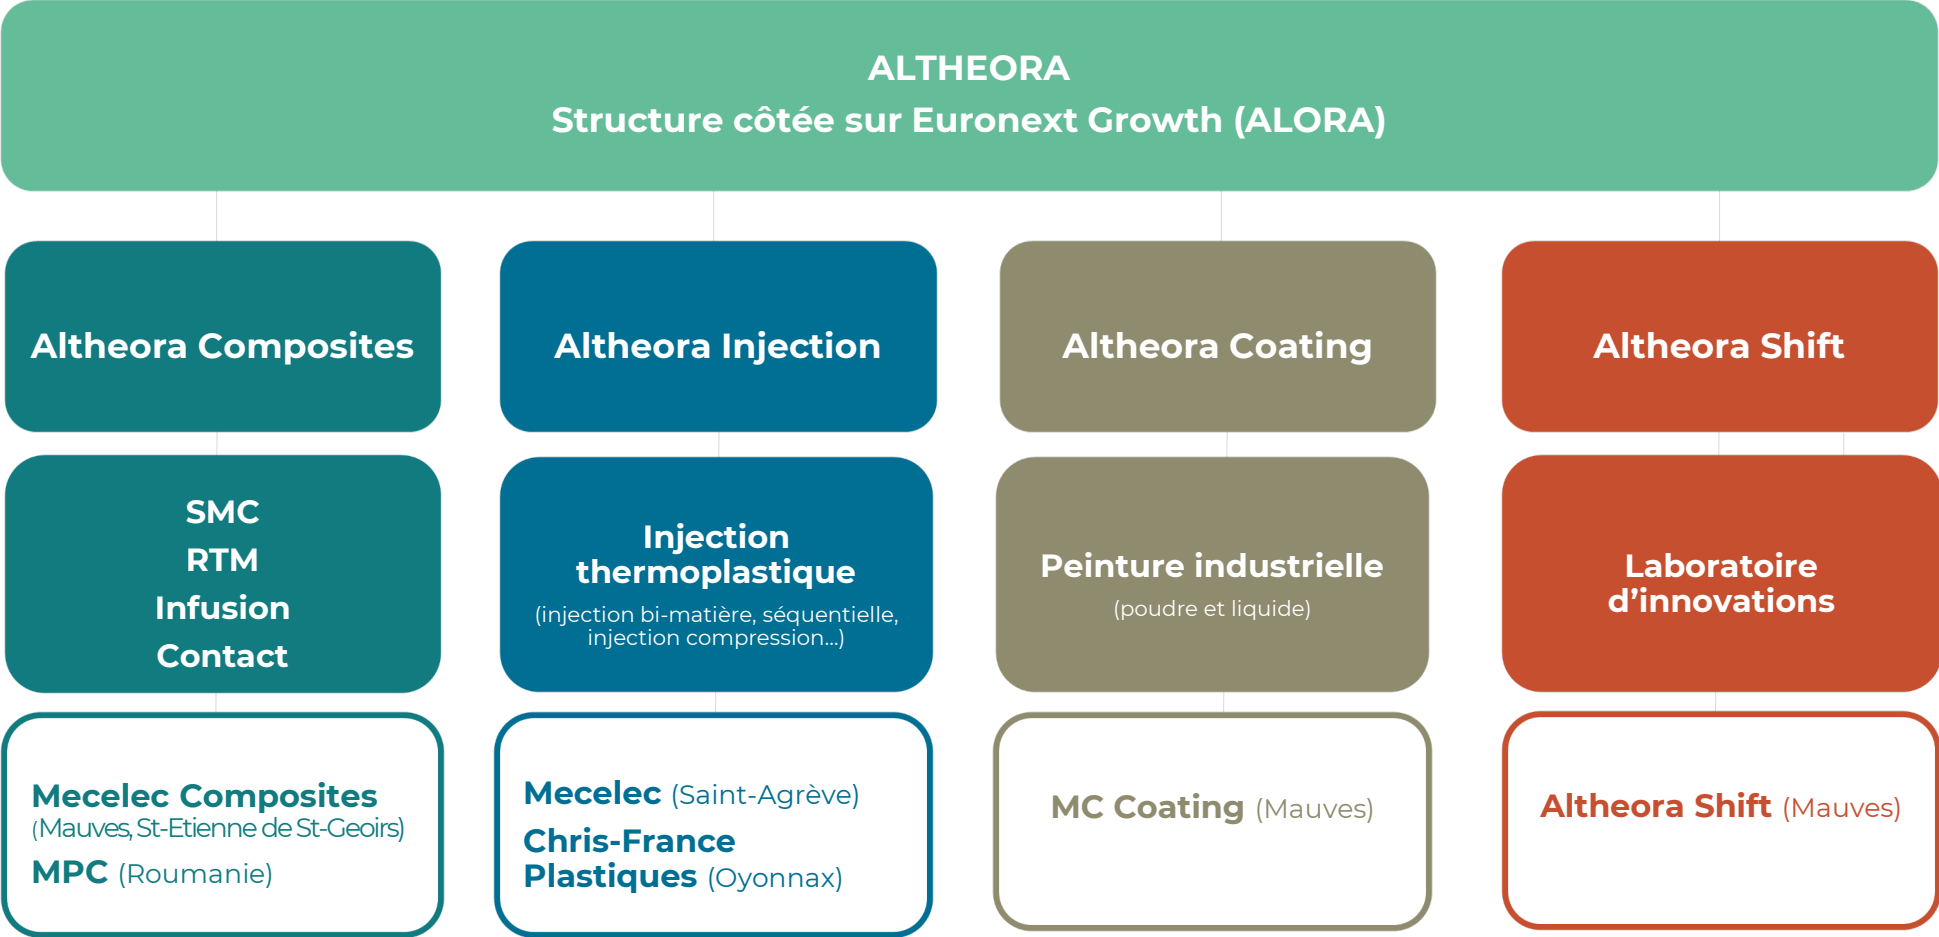 ALTHEORA
Structure côtée sur Euronext Growth (ALORA)
Altheora Composites
Altheora Injection
Altheora Coating
Altheora Shift
SMC
RTM
Infusion
Contact
Injection
thermoplastique
(injection bi-matière, séquentielle,
injection compression...)
Peinture industrielle
(poudre et liquide)
Laboratoire
d’innovations
Mecelec Composites
(Mauves, St-Etienne de St-Geoirs)
MPC (Roumanie)
Mecelec (Saint-Agrève)
Chris-France
Plastiques (Oyonnax)
MC Coating (Mauves)
Altheora Shift (Mauves)